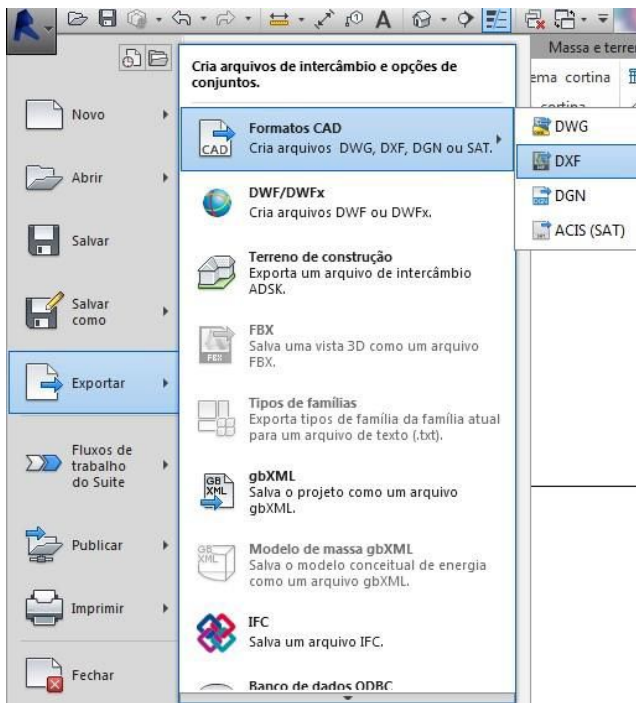 Massa e terre
Cria arquivos de intercâmbio e opções de
conjuntos.
ema cortina
cortina
Novo
Abrir
Salvar
Salvar
como
Exportar
Fluxos de
trabalho
do Suite
Publicar
Imprimir
Fechar
CAD
Formatos CAD
Cria arquivos DWG, DXF, DGN ou SAT.
DWF/DWFx
Cria arquivos DWF ou DWFx.
Terreno de construção
Exporta um arquivo de intercâmbio
ADSK.
FBX
FBX
Salva uma vista 3D como um arquivo
FBX.
Tipos de famílias
Exporta tipos de família da família atual
para um arquivo de texto (.txt).
GB
XML
gbXML
Salva o projeto como um arquivo
gbXML.
GB
XML
Modelo de massa gbXML
Salva o modelo conceitual de energia
como um arquivo gbXML.
IFC
Salva um arquivo IFC.
Banco de dados ODBC
DWG
DXF
DGN
ACIS (SAT)